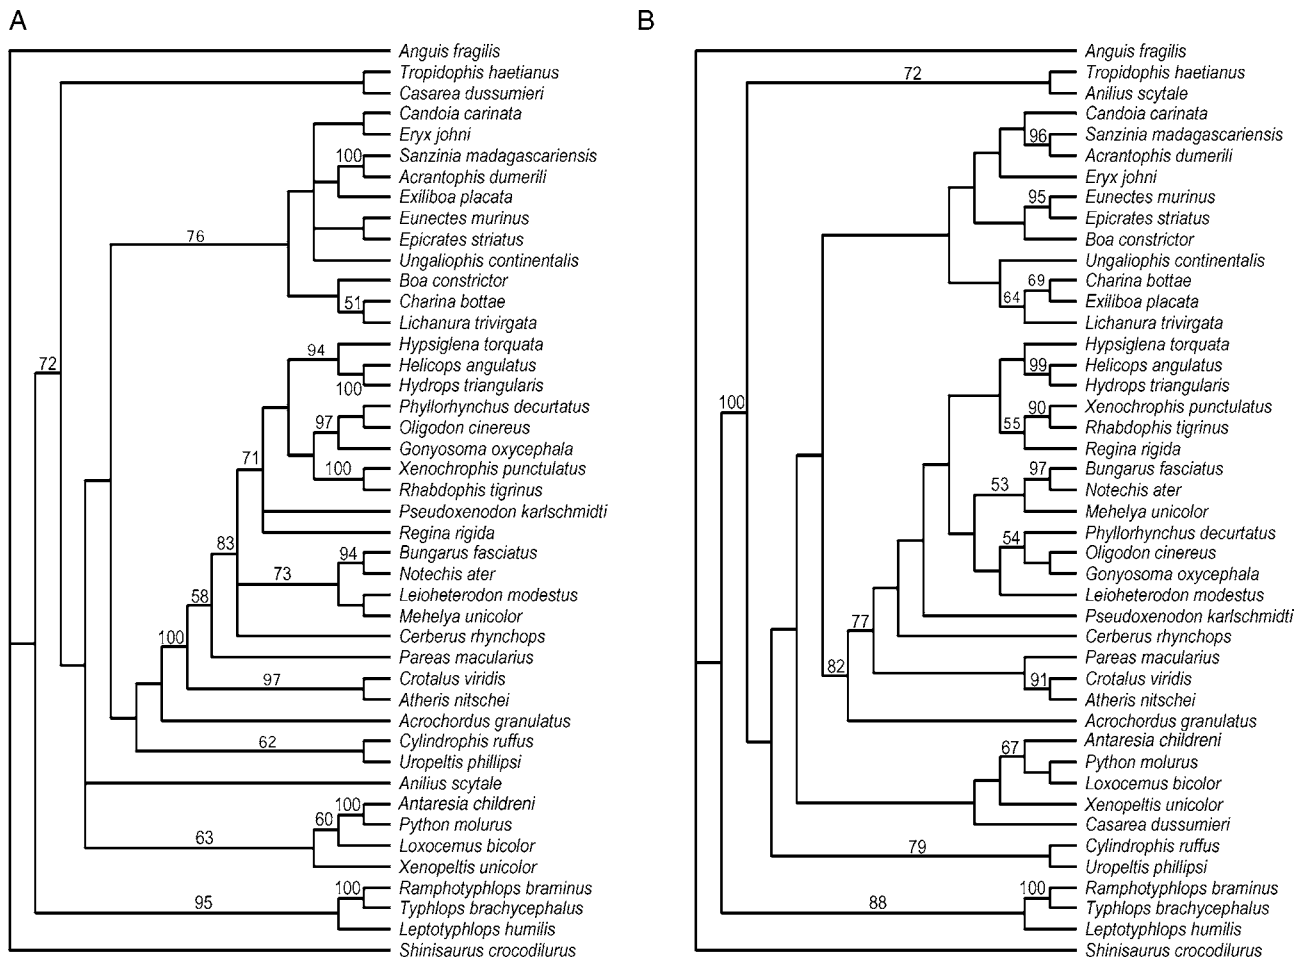 A
Anguis fragilis
Tropidophis haetianus
Casarea dussumieri
Candoia carinata
Eryx johni
100 Sanzinia madagascariensis
Acrantophis dumerili
Exiliboa placata
Eunectes murinus
76 Epicrates striatus
Ungaliophis continentalis
Boa constrictor
51 Charina bottae
Lichanura trivirgata
94 Hypsiglena torquata
72 Helicops angulatus
100 Hydrops triangularis
Phyllorhynchus decurtatus
97 Oligodon cinereus
Gonyosoma oxycephala
71 100 Xenochrophis punctulatus
Rhabdophis tigrinus
Pseudoxenodon karlschmidti
Regina rigida
83 94 Bungarus fasciatus
73 Notechis ater
58 Leioheterodon modestus
Mehelya unicolor
100 Cerberus rhynchops
Pareas macularius
97 Crotalus viridis
Atheris nitschei
Acrochordus granulatus
62 Cylindrophis ruffus
Uropeltis phillipsi
Anilius scytale
100 Antaresia childreni
60 Python molurus
63 Loxocemus bicolor
Xenopeltis unicolor
100 Ramphotyphlops braminus
95 Typhlops brachycephalus
Leptotyphlops humilis
Shinisaurus crocodilurus
B
Anguis fragilis
72 Tropidophis haetianus
Anilius scytale
Candoia carinata
96 Sanzinia madagascariensis
Acrantophis dumerili
Eryx johni
95 Eunectes murinus
Epicrates striatus
Boa constrictor
Ungaliophis continentalis
69 Charina bottae
64 Exiliboa placata
Lichanura trivirgata
Hypsiglena torquata
99 Helicops angulatus
Hydrops triangularis
100 90 Xenochrophis punctulatus
55 Rhabdophis tigrinus
Regina rigida
97 Bungarus fasciatus
53 Notechis ater
Mehelya unicolor
54 Phyllorhynchus decurtatus
Oligodon cinereus
Gonyosoma oxycephala
Leioheterodon modestus
77 Pseudoxenodon karlschmidti
Cerberus rhynchops
82 Pareas macularius
91 Crotalus viridis
Atheris nitschei
Acrochordus granulatus
67 Antaresia childreni
Python molurus
Loxocemus bicolor
Xenopeltis unicolor
Casarea dussumieri
79 Cylindrophis ruffus
Uropeltis phillipsi
100 Ramphotyphlops braminus
88 Typhlops brachycephalus
Leptotyphlops humilis
Shinisaurus crocodilurus